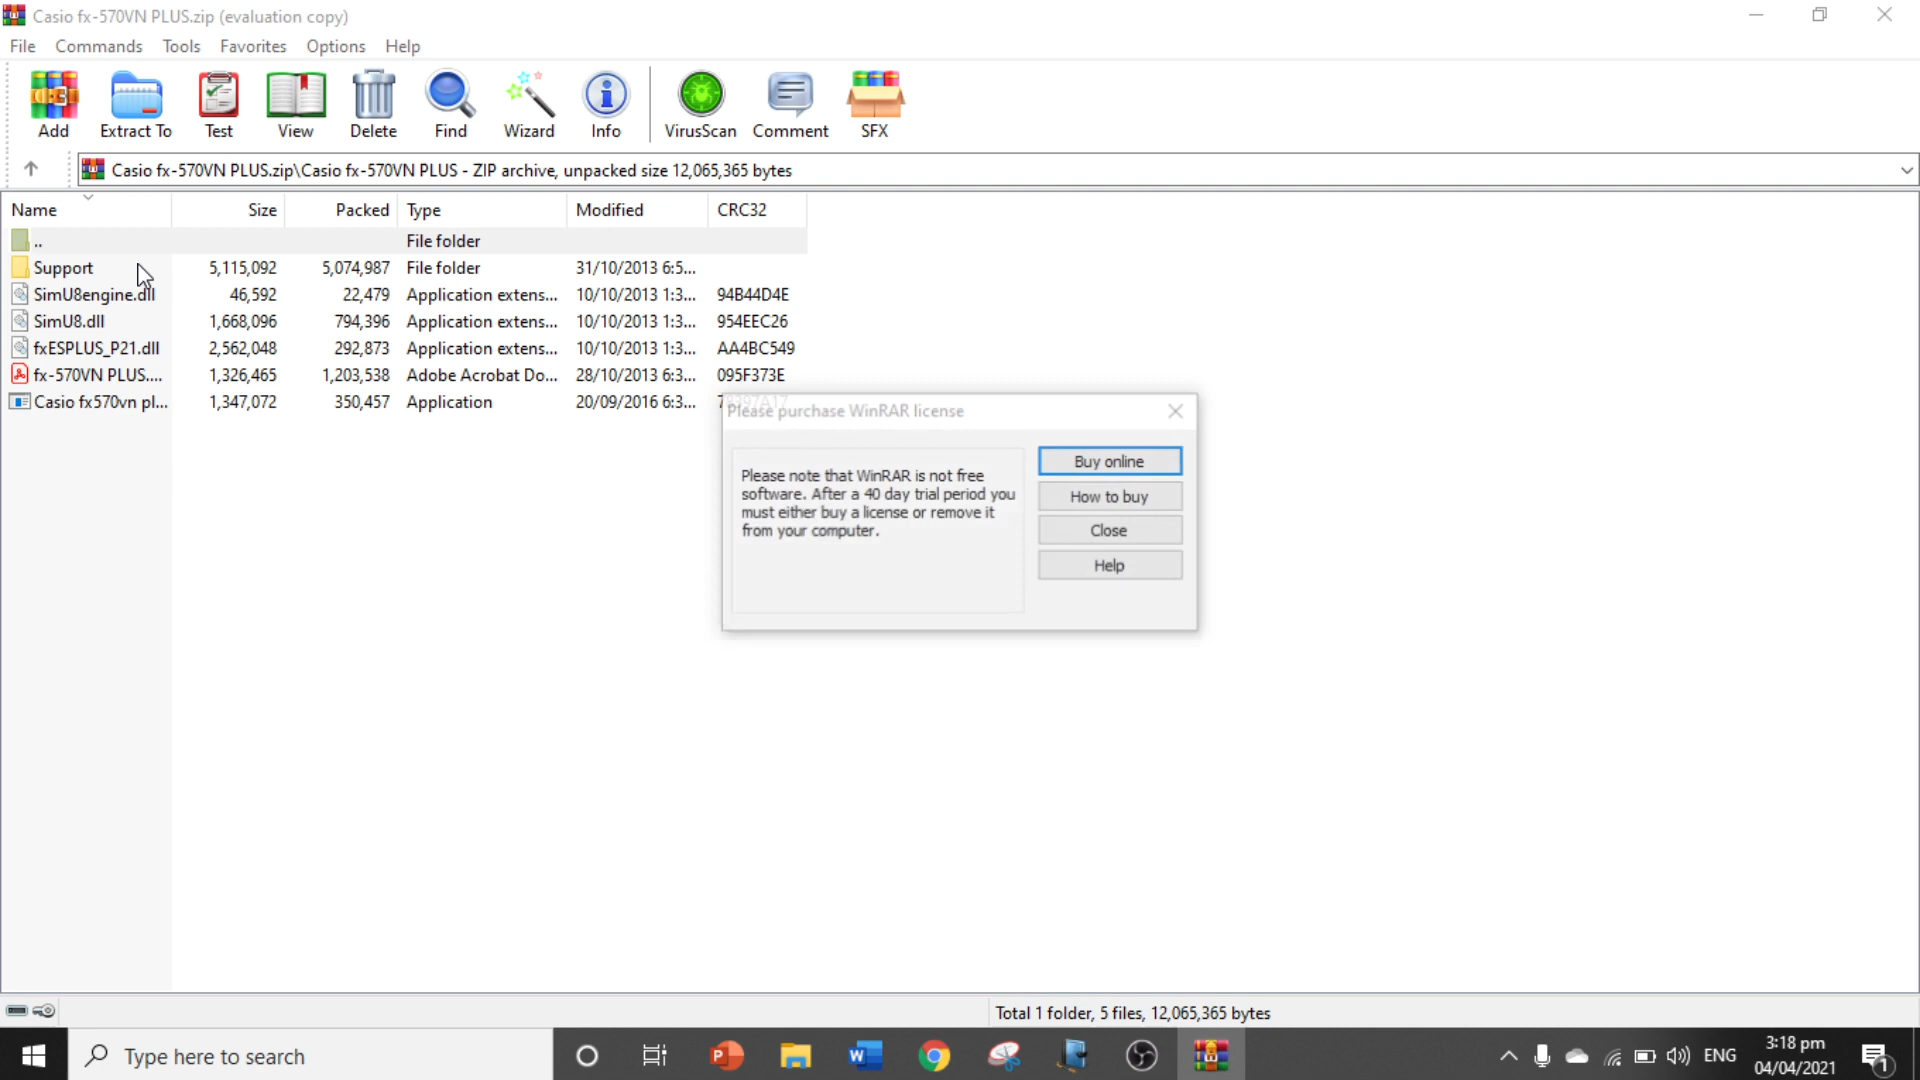 Casio fx-570VN PLUS.zip (evaluation copy)
File Commands Tools Favorites Options Help
Add Extract To Test View Delete Find Wizard Info VirusScan Comment SFX
Casio fx-570VN PLUS.zip\Casio fx-570VN PLUS - ZIP archive, unpacked size 12,065,365 bytes
Name Size Packed Type Modified CRC32
.. File folder
Support 5,115,092 5,074,987 File folder 31/10/2013 6:5...
SimU8engine.dll 46,592 22,479 Application extens... 10/10/2013 1:3... 94B44D4E
SimU8.dll 1,668,096 794,396 Application extens... 10/10/2013 1:3... 954EEC26
fxESPLUS_P21.dll 2,562,048 292,873 Application extens... 10/10/2013 1:3... AA4BC549
fx-570VN PLUS.... 1,326,465 1,203,538 Adobe Acrobat Do... 28/10/2013 6:3... 095F373E
Casio fx570vn pl... 1,347,072 350,457 Application 20/09/2016 6:3...
Please purchase WinRAR license
Please note that WinRAR is not free
software. After a 40 day trial period you
must either buy a license or remove it
from your computer.
Buy online
How to buy
Close
Help
Total 1 folder, 5 files, 12,065,365 bytes
Type here to search
ENG
3:18 pm
04/04/2021
1